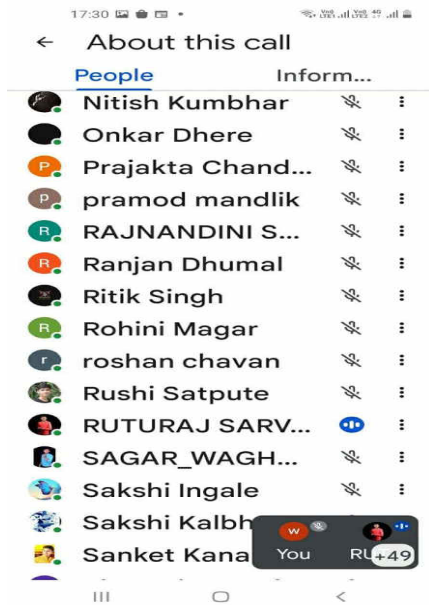 17:30
About this call
People Inform...
Nitish Kumbhar
Onkar Dhere
P Prajakta Chand...
P pramod mandlik
R RAJNANDINI S...
R Ranjan Dhumal
Ritik Singh
R Rohini Magar
r roshan chavan
Rushi Satpute
RUTURAJ SARV...
SAGAR_WAGH...
Sakshi Ingale
Sakshi Kalbh
Sanket Kana
W
You RU +49